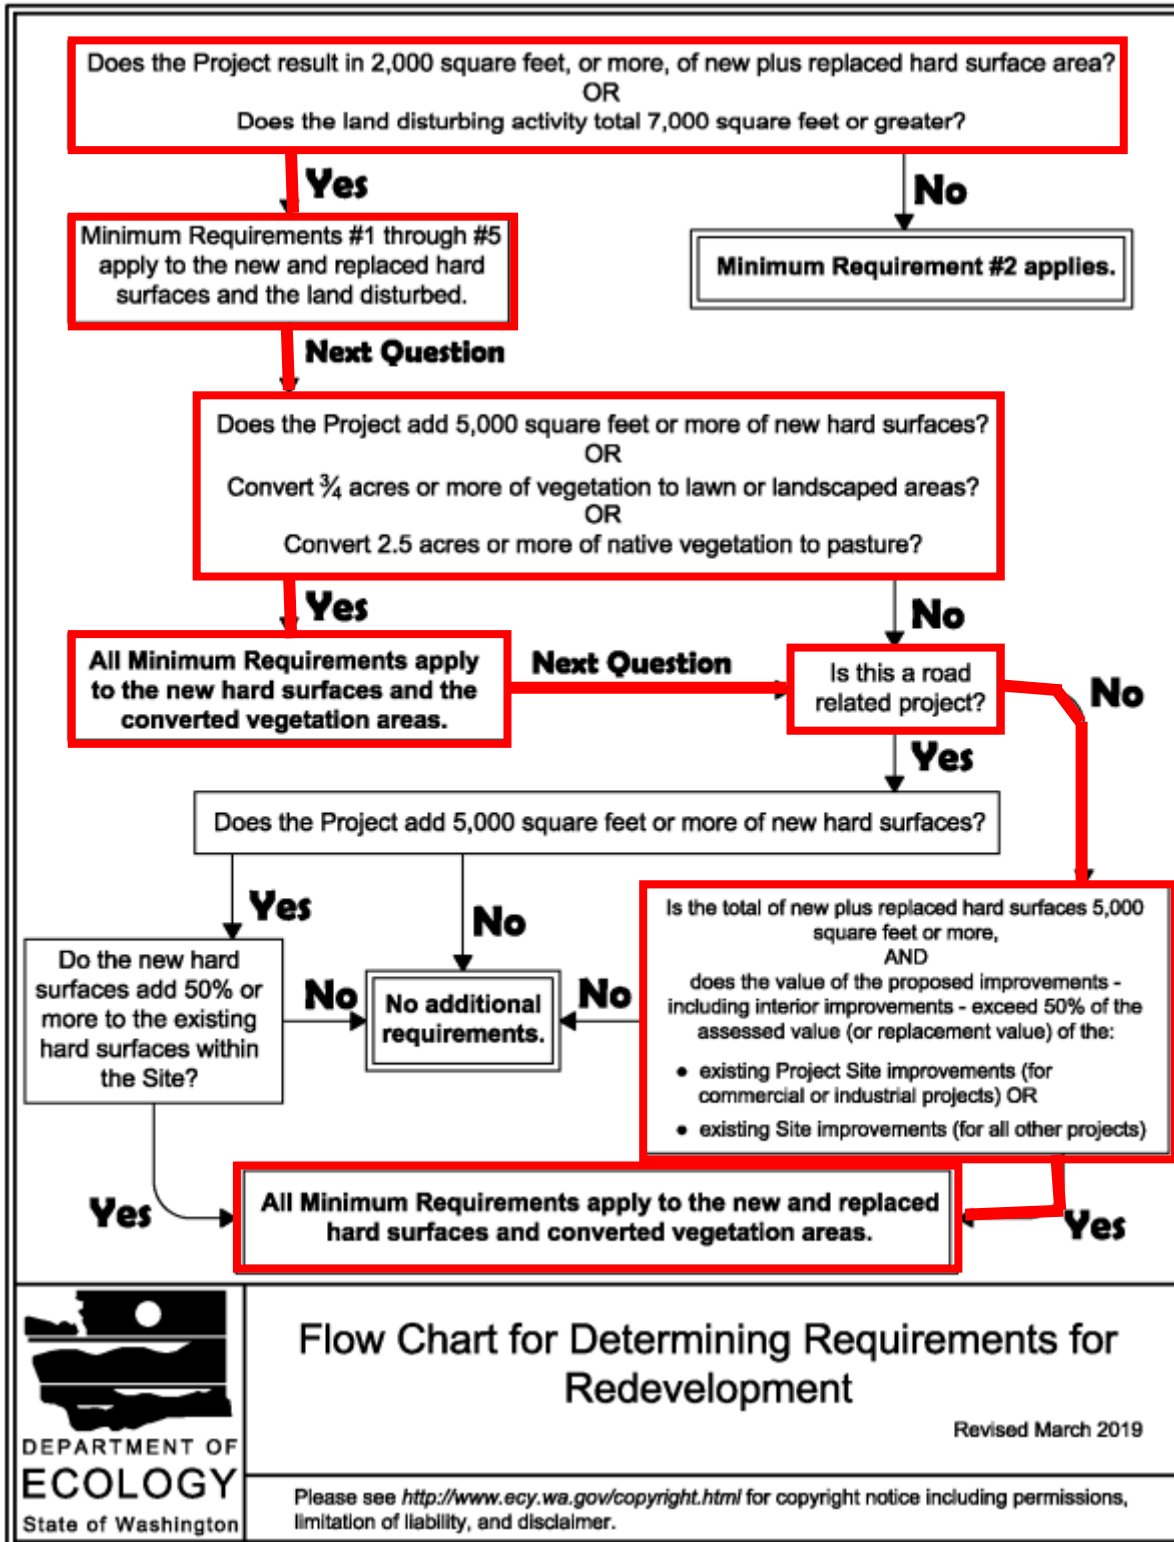 Does the Project result in 2,000 square feet, or more, of new plus replaced hard surface area?
OR
Does the land disturbing activity total 7,000 square feet or greater?
Yes
No
Minimum Requirements #1 through #5
apply to the new and replaced hard
surfaces and the land disturbed.
Minimum Requirement #2 applies.
Next Question
Does the Project add 5,000 square feet or more of new hard surfaces?
OR
Convert ¾ acres or more of vegetation to lawn or landscaped areas?
OR
Convert 2.5 acres or more of native vegetation to pasture?
Yes
No
All Minimum Requirements apply
to the new hard surfaces and the
converted vegetation areas.
Next Question
Is this a road
related project?
No
Yes
Does the Project add 5,000 square feet or more of new hard surfaces?
Yes
No
Do the new hard
surfaces add 50% or
more to the existing
hard surfaces within
the Site?
No
No additional
requirements.
No
Is the total of new plus replaced hard surfaces 5,000
square feet or more,
AND
does the value of the proposed improvements -
including interior improvements - exceed 50% of the
assessed value (or replacement value) of the:
● existing Project Site improvements (for
commercial or industrial projects) OR
● existing Site improvements (for all other projects)
Yes
All Minimum Requirements apply to the new and replaced
hard surfaces and converted vegetation areas.
Yes
DEPARTMENT OF
ECOLOGY
State of Washington
Flow Chart for Determining Requirements for
Redevelopment
Revised March 2019
Please see http://www.ecy.wa.gov/copyright.html for copyright notice including permissions,
limitation of liability, and disclaimer.